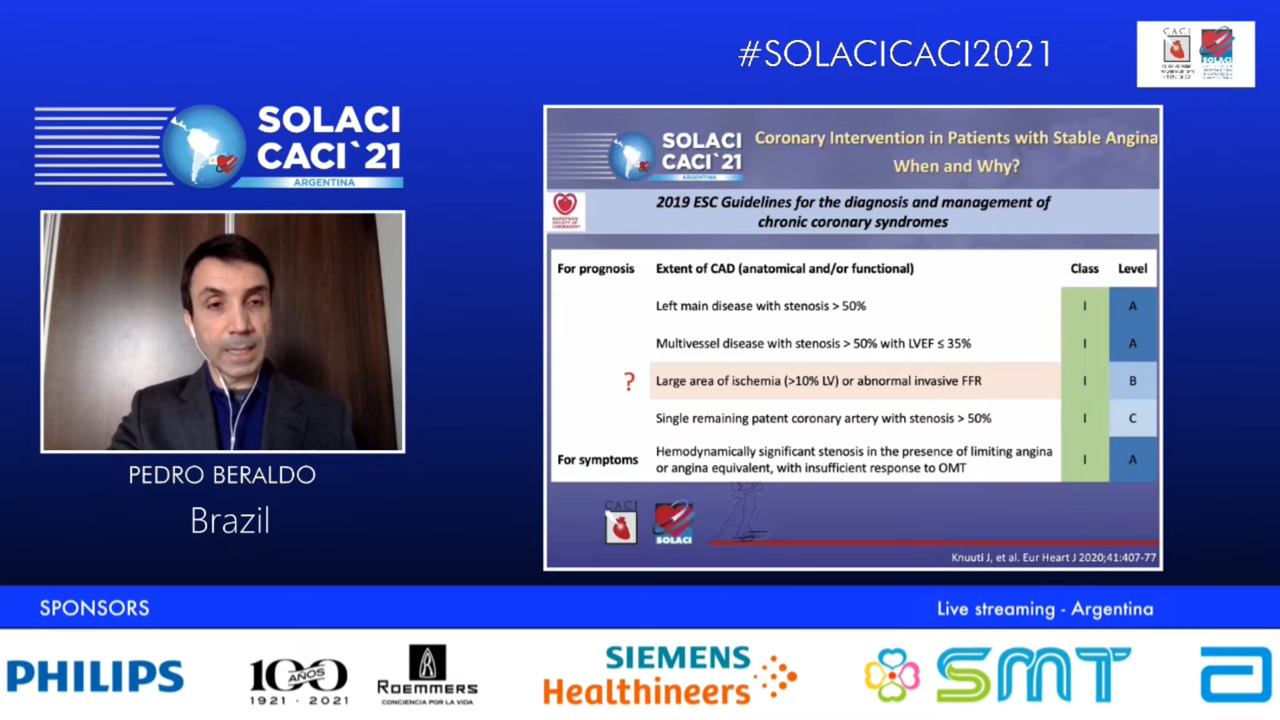 #SOLACICACI2021
CACI
SOLACI
SOLACI
CACI`21
ARGENTINA
PEDRO BERALDO
Brazil
SOLACI
CACI`21
ARGENTINA
Coronary Intervention in Patients with Stable Angina
When and Why?
2019 ESC Guidelines for the diagnosis and management of
chronic coronary syndromes
For prognosis Extent of CAD (anatomical and/or functional) Class Level
Left main disease with stenosis > 50% I A
Multivessel disease with stenosis > 50% with LVEF ≤ 35% I A
? Large area of ischemia (>10% LV) or abnormal invasive FFR I B
Single remaining patent coronary artery with stenosis > 50% I C
For symptoms Hemodynamically significant stenosis in the presence of limiting angina
or angina equivalent, with insufficient response to OMT I A
CACI
SOLACI
Knuuti J, et al. Eur Heart J 2020;41:407-77
SPONSORS
Live streaming - Argentina
PHILIPS
100
AÑOS
1921 · 2021
ROEMMERS
CONCIENCIA POR LA VIDA
SIEMENS
Healthineers
SMT